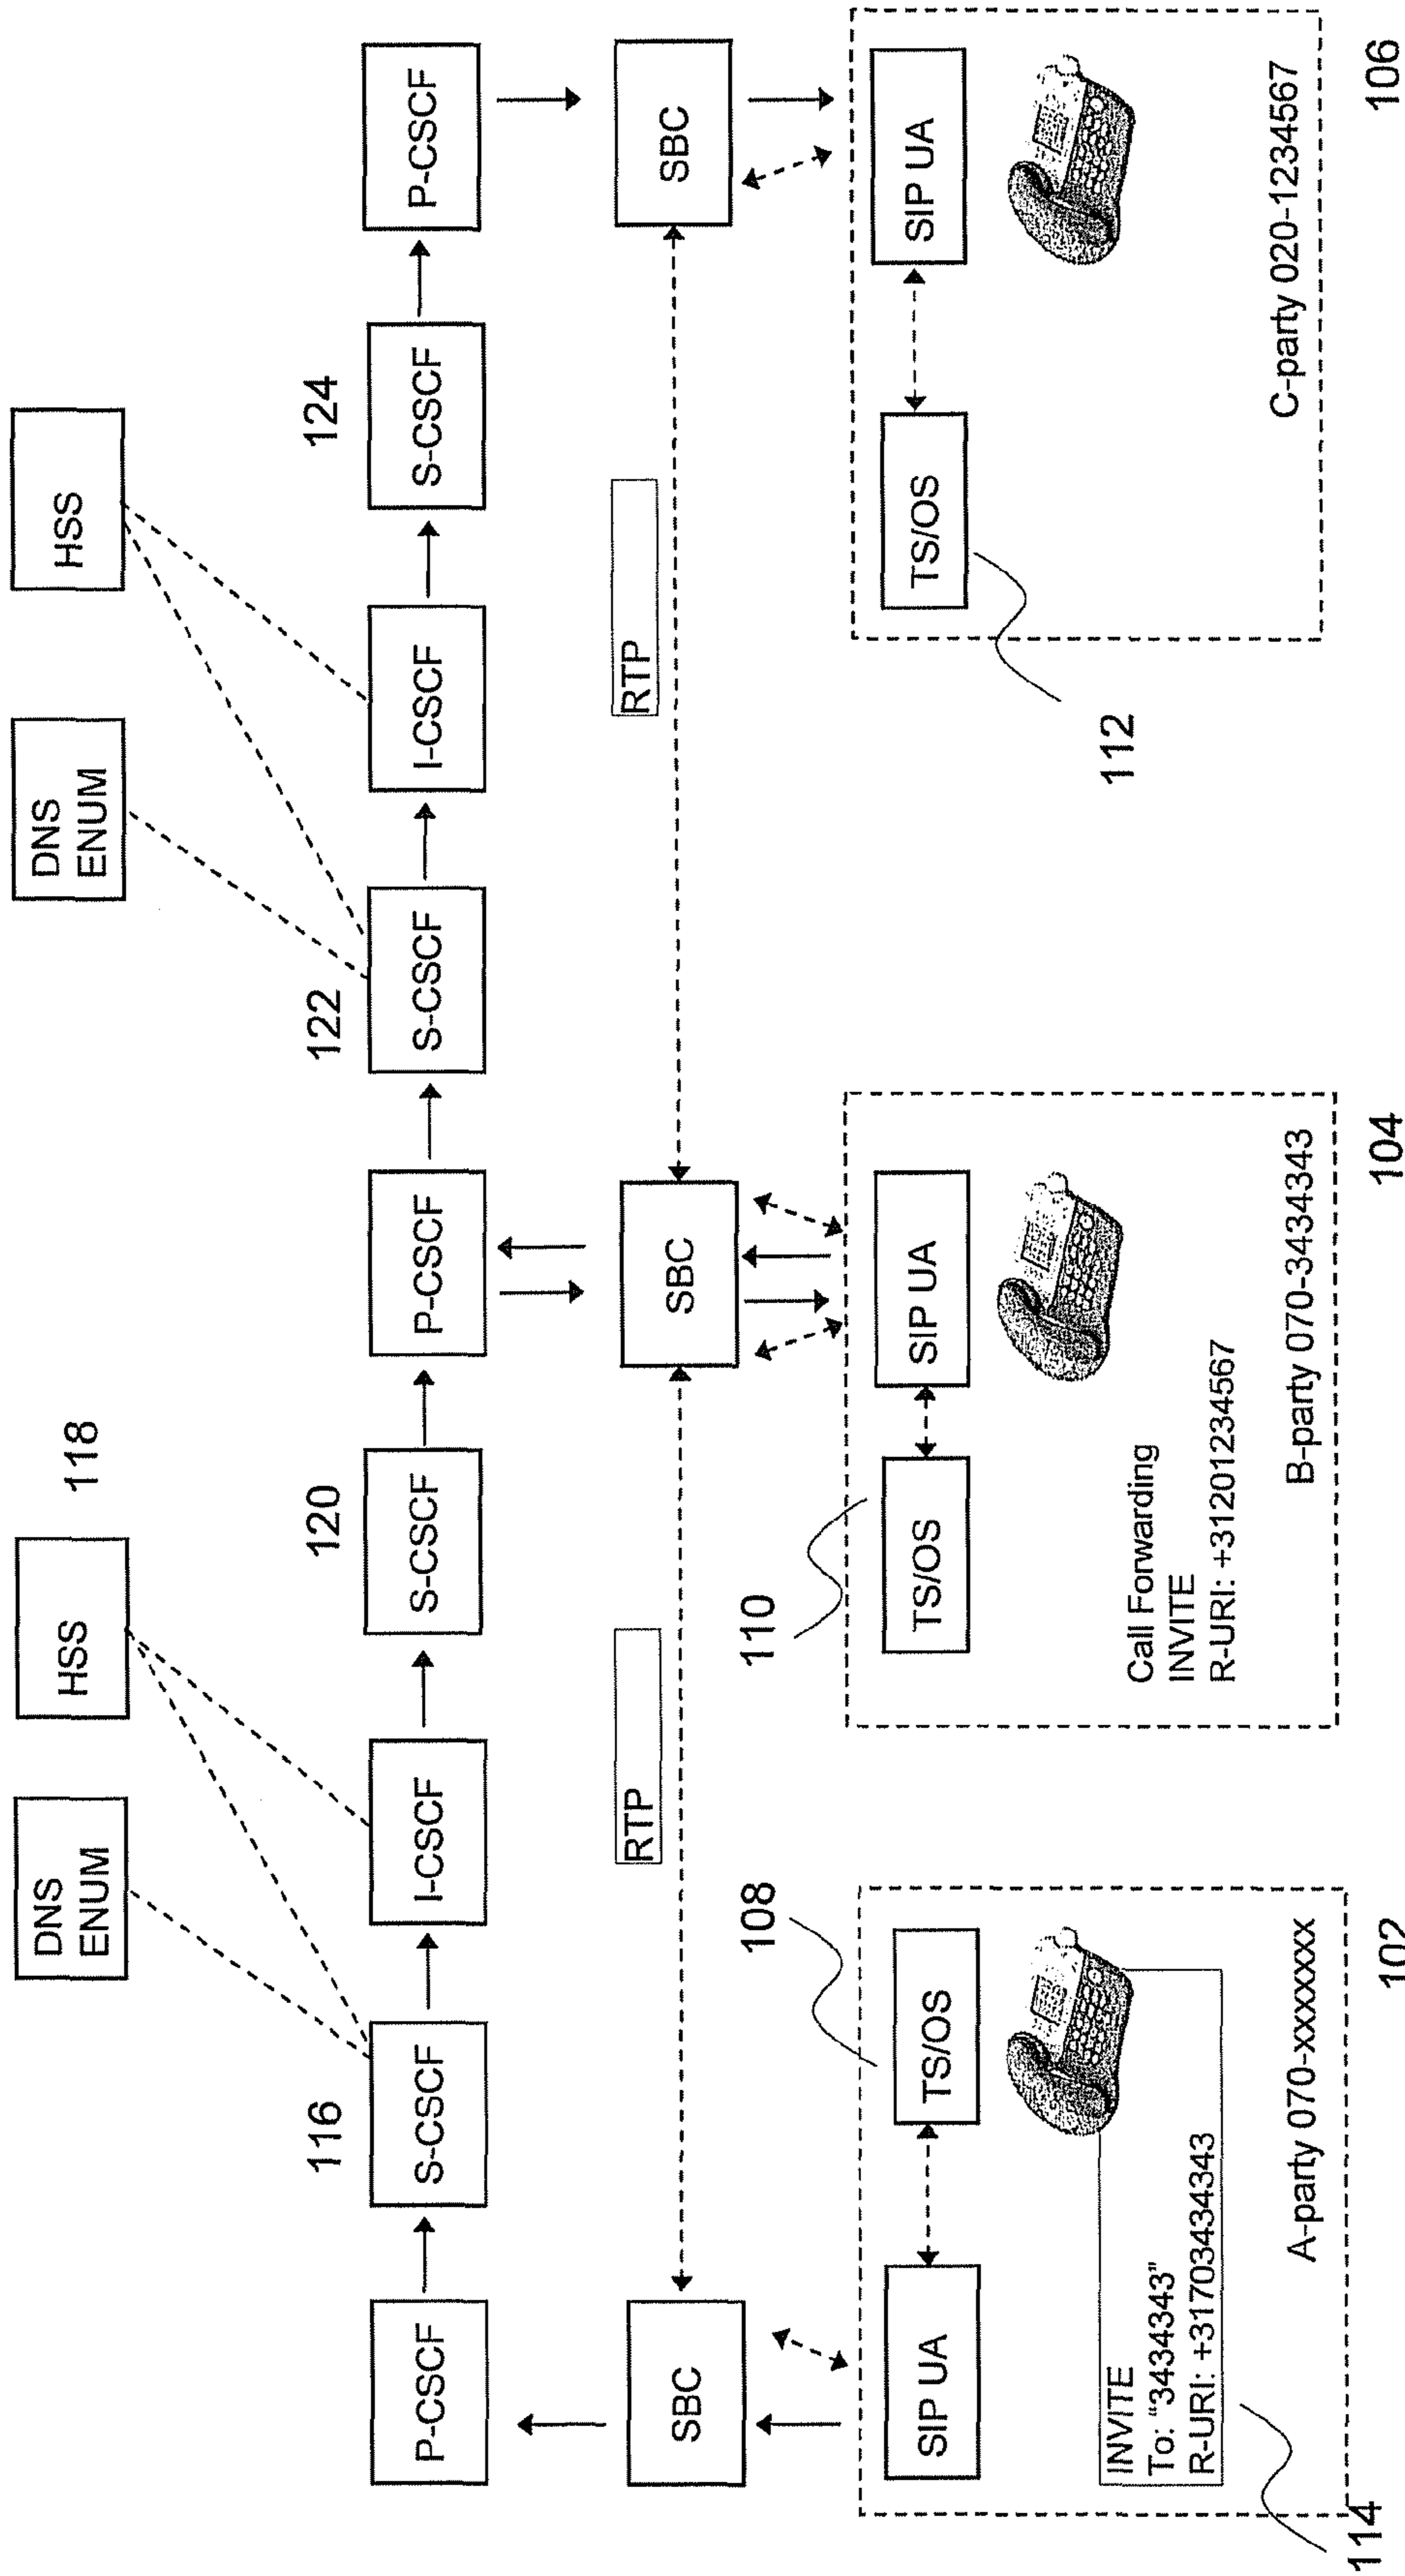 DNS
ENUM
HSS
118
DNS
ENUM
HSS
116
120
122
124
P-CSCF
S-CSCF
I-CSCF
S-CSCF
P-CSCF
S-CSCF
I-CSCF
S-CSCF
P-CSCF
SBC
RTP
SBC
RTP
SBC
108
110
112
SIP UA
TS/OS
INVITE
To: “3434343”
R-URI: +31703434343
A-party 070-xxxxxxx
114
102
TS/OS
SIP UA
Call Forwarding
INVITE
R-URI: +31201234567
B-party 070-3434343
104
TS/OS
SIP UA
C-party 020-1234567
106